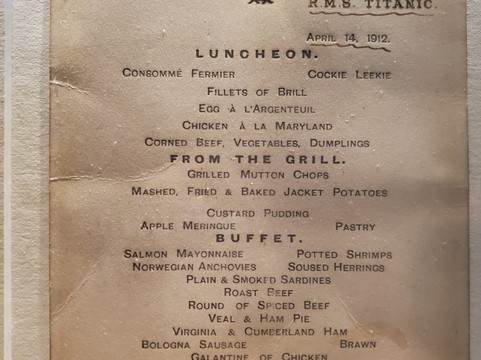 R.M.S. TITANIC.
APRIL 14, 1912.
LUNCHEON.
CONSOMMÉ FERMIER COCKIE LEEKIE
FILLETS OF BRILL
EGG À L'ARGENTEUIL
CHICKEN À LA MARYLAND
CORNED BEEF, VEGETABLES, DUMPLINGS
FROM THE GRILL.
GRILLED MUTTON CHOPS
MASHED, FRIED & BAKED JACKET POTATOES
CUSTARD PUDDING
APPLE MERINGUE PASTRY
BUFFET.
SALMON MAYONNAISE POTTED SHRIMPS
NORWEGIAN ANCHOVIES SOUSED HERRINGS
PLAIN & SMOKED SARDINES
ROAST BEEF
ROUND OF SPICED BEEF
VEAL & HAM PIE
VIRGINIA & CUMBERLAND HAM
BOLOGNA SAUSAGE BRAWN
GALANTINE OF CHICKEN